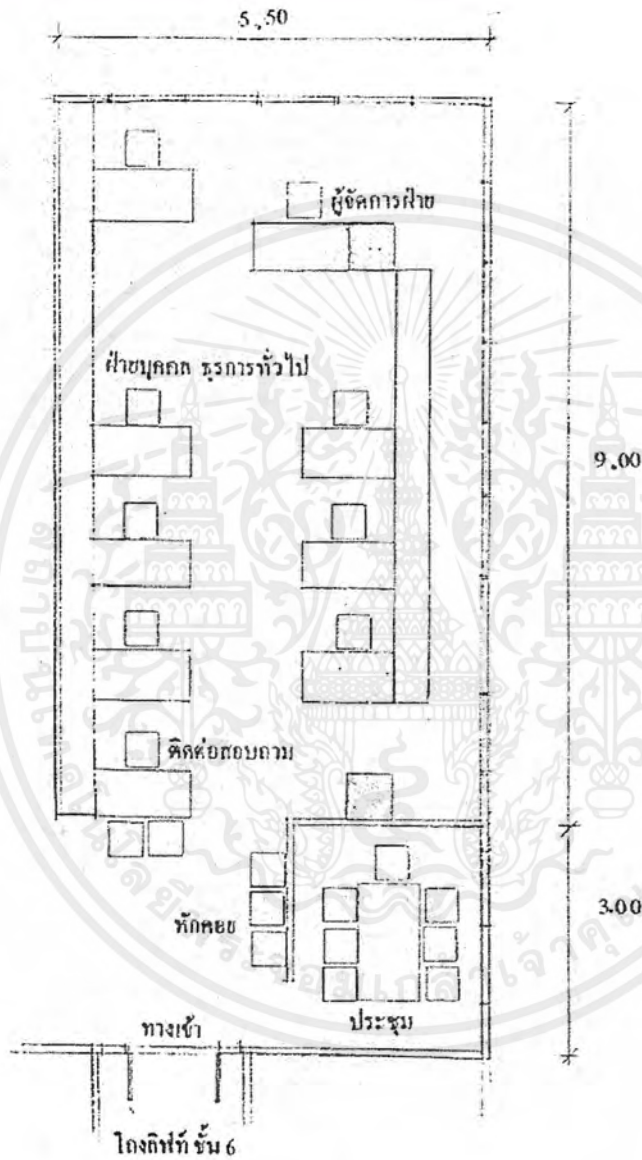 5.50
ผู้จัดการฝ่าย
ฝ่ายบุคคล ธุรการทั่วไป
9.00
ติดต่อสอบถาม
3.00
พักคอย
ทางเข้า
ประชุม
โถงลิฟท์ ชั้น 6